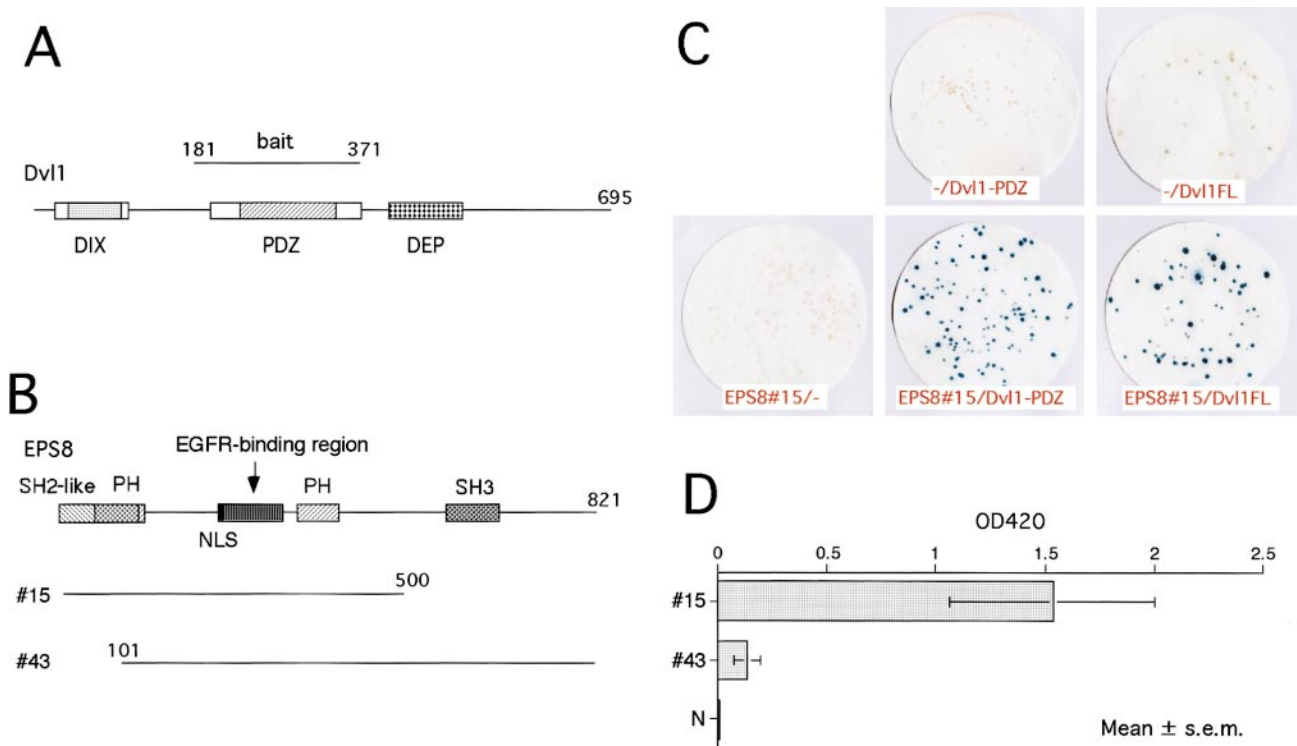 A
181 bait 371
Dvl1
695
DIX PDZ DEP
B
EPS8
EGFR-binding region
SH2-like PH PH SH3
821
NLS
#15 500
#43 101
C
-/Dvl1-PDZ -/Dvl1FL
EPS8#15/- EPS8#15/Dvl1-PDZ EPS8#15/Dvl1FL
D
OD420
0 0.5 1 1.5 2 2.5
#15
#43
N
Mean ± s.e.m.